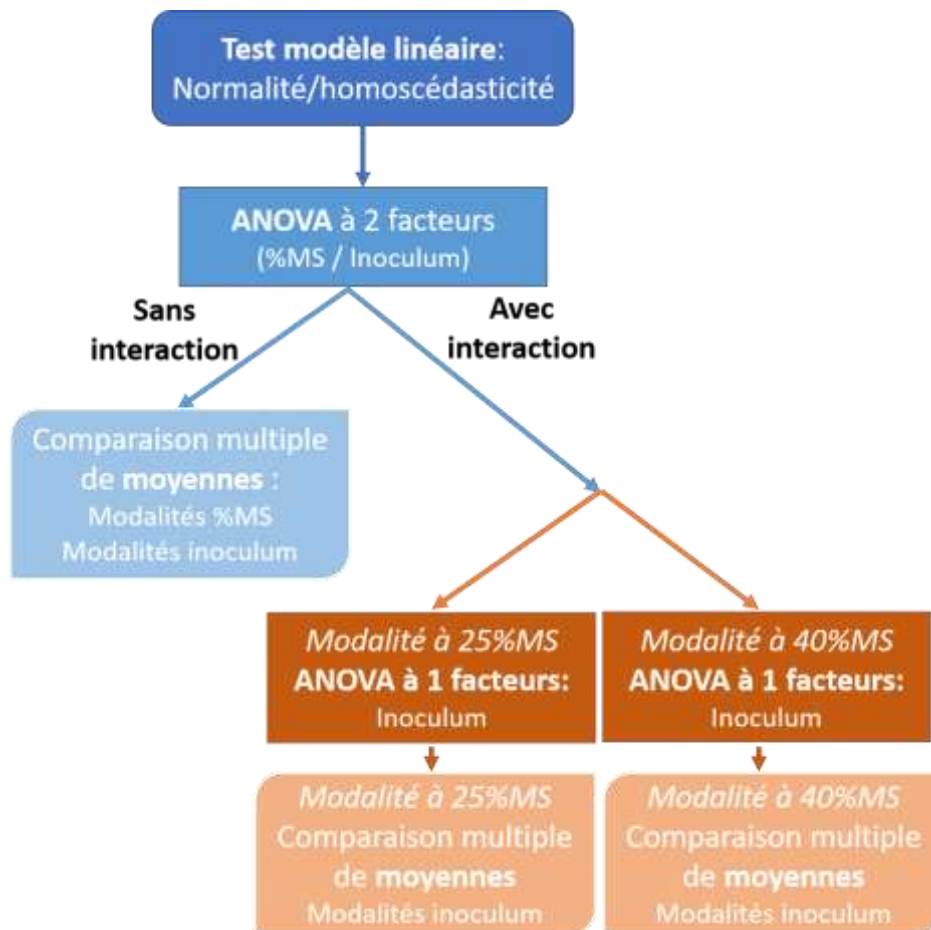 Test modèle linéaire:
Normalité/homoscédasticité
ANOVA à 2 facteurs
(%MS / Inoculum)
Sans
interaction
Avec
interaction
Comparaison multiple
de moyennes :
Modalités %MS
Modalités inoculum
Modalité à 25%MS
ANOVA à 1 facteurs:
Inoculum
Modalité à 40%MS
ANOVA à 1 facteurs:
Inoculum
Modalité à 25%MS
Comparaison multiple
de moyennes
Modalités inoculum
Modalité à 40%MS
Comparaison multiple
de moyennes
Modalités inoculum